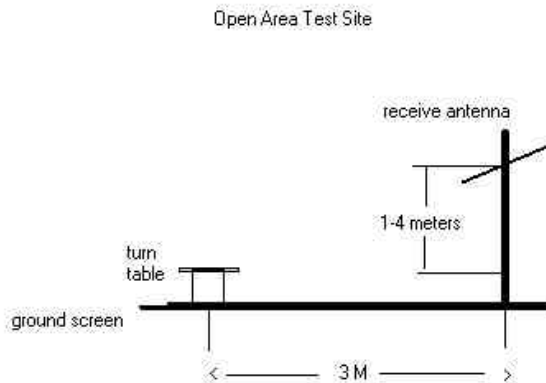 Open Area Test Site
receive antenna
1-4 meters
turn
table
ground screen
3 M